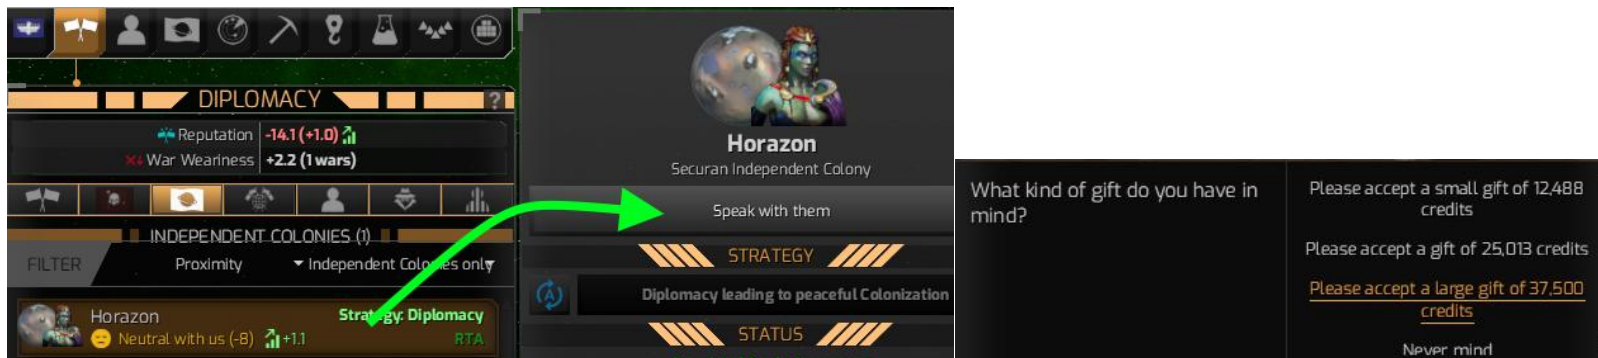 DIPLOMACY
?
Reputation -14.1 (+1.0)
War Weariness +2.2 (1 wars)
INDEPENDENT COLONIES (1)
FILTER Proximity Independent Colonies only
Horazon Strategy: Diplomacy
Neutral with us (-8) +1.1 RTA
Horazon
Securan Independent Colony
Speak with them
STRATEGY
A
Diplomacy leading to peaceful Colonization
STATUS
What kind of gift do you have in
mind?
Please accept a small gift of 12,488
credits
Please accept a gift of 25,013 credits
Please accept a large gift of 37,500
credits
Never mind